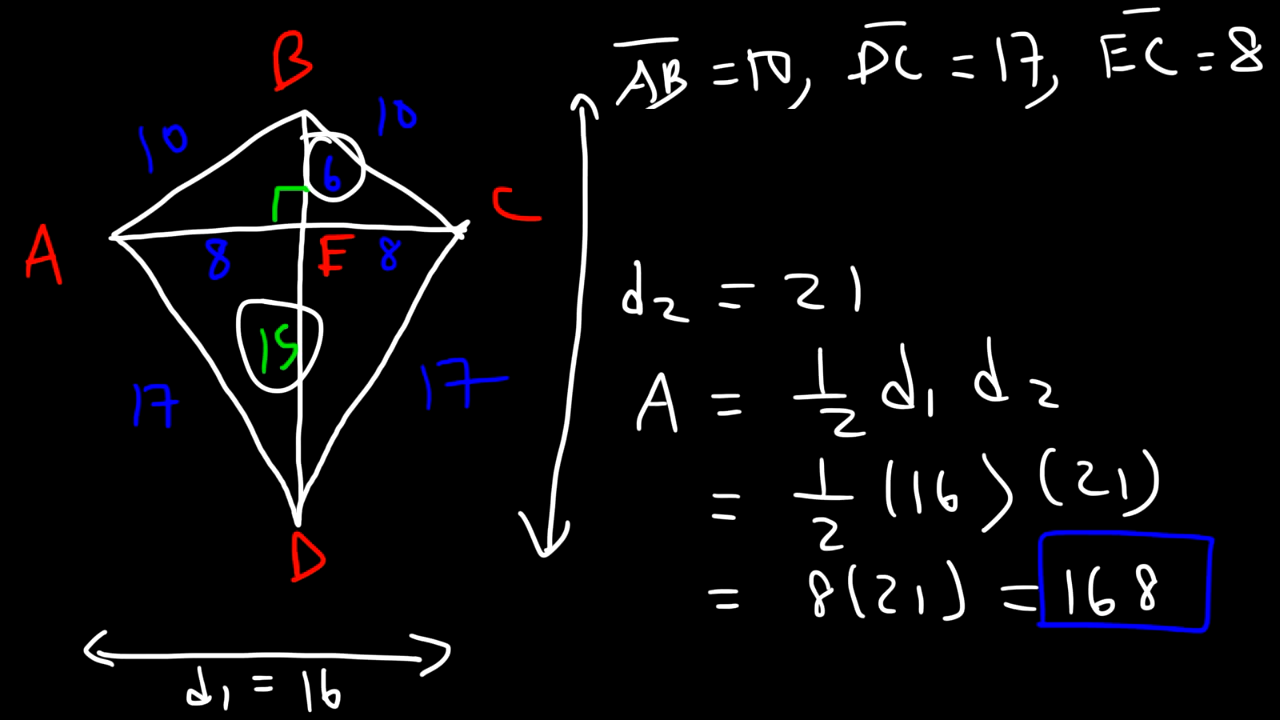 AB = 10, DC = 17, EC = 8
B
10 10
6
A C
8 E 8
15
17 17
D
d₁ = 16
d₂ = 21
A = 1/2 d₁ d₂
= 1/2 (16) (21)
= 8(21) = 168